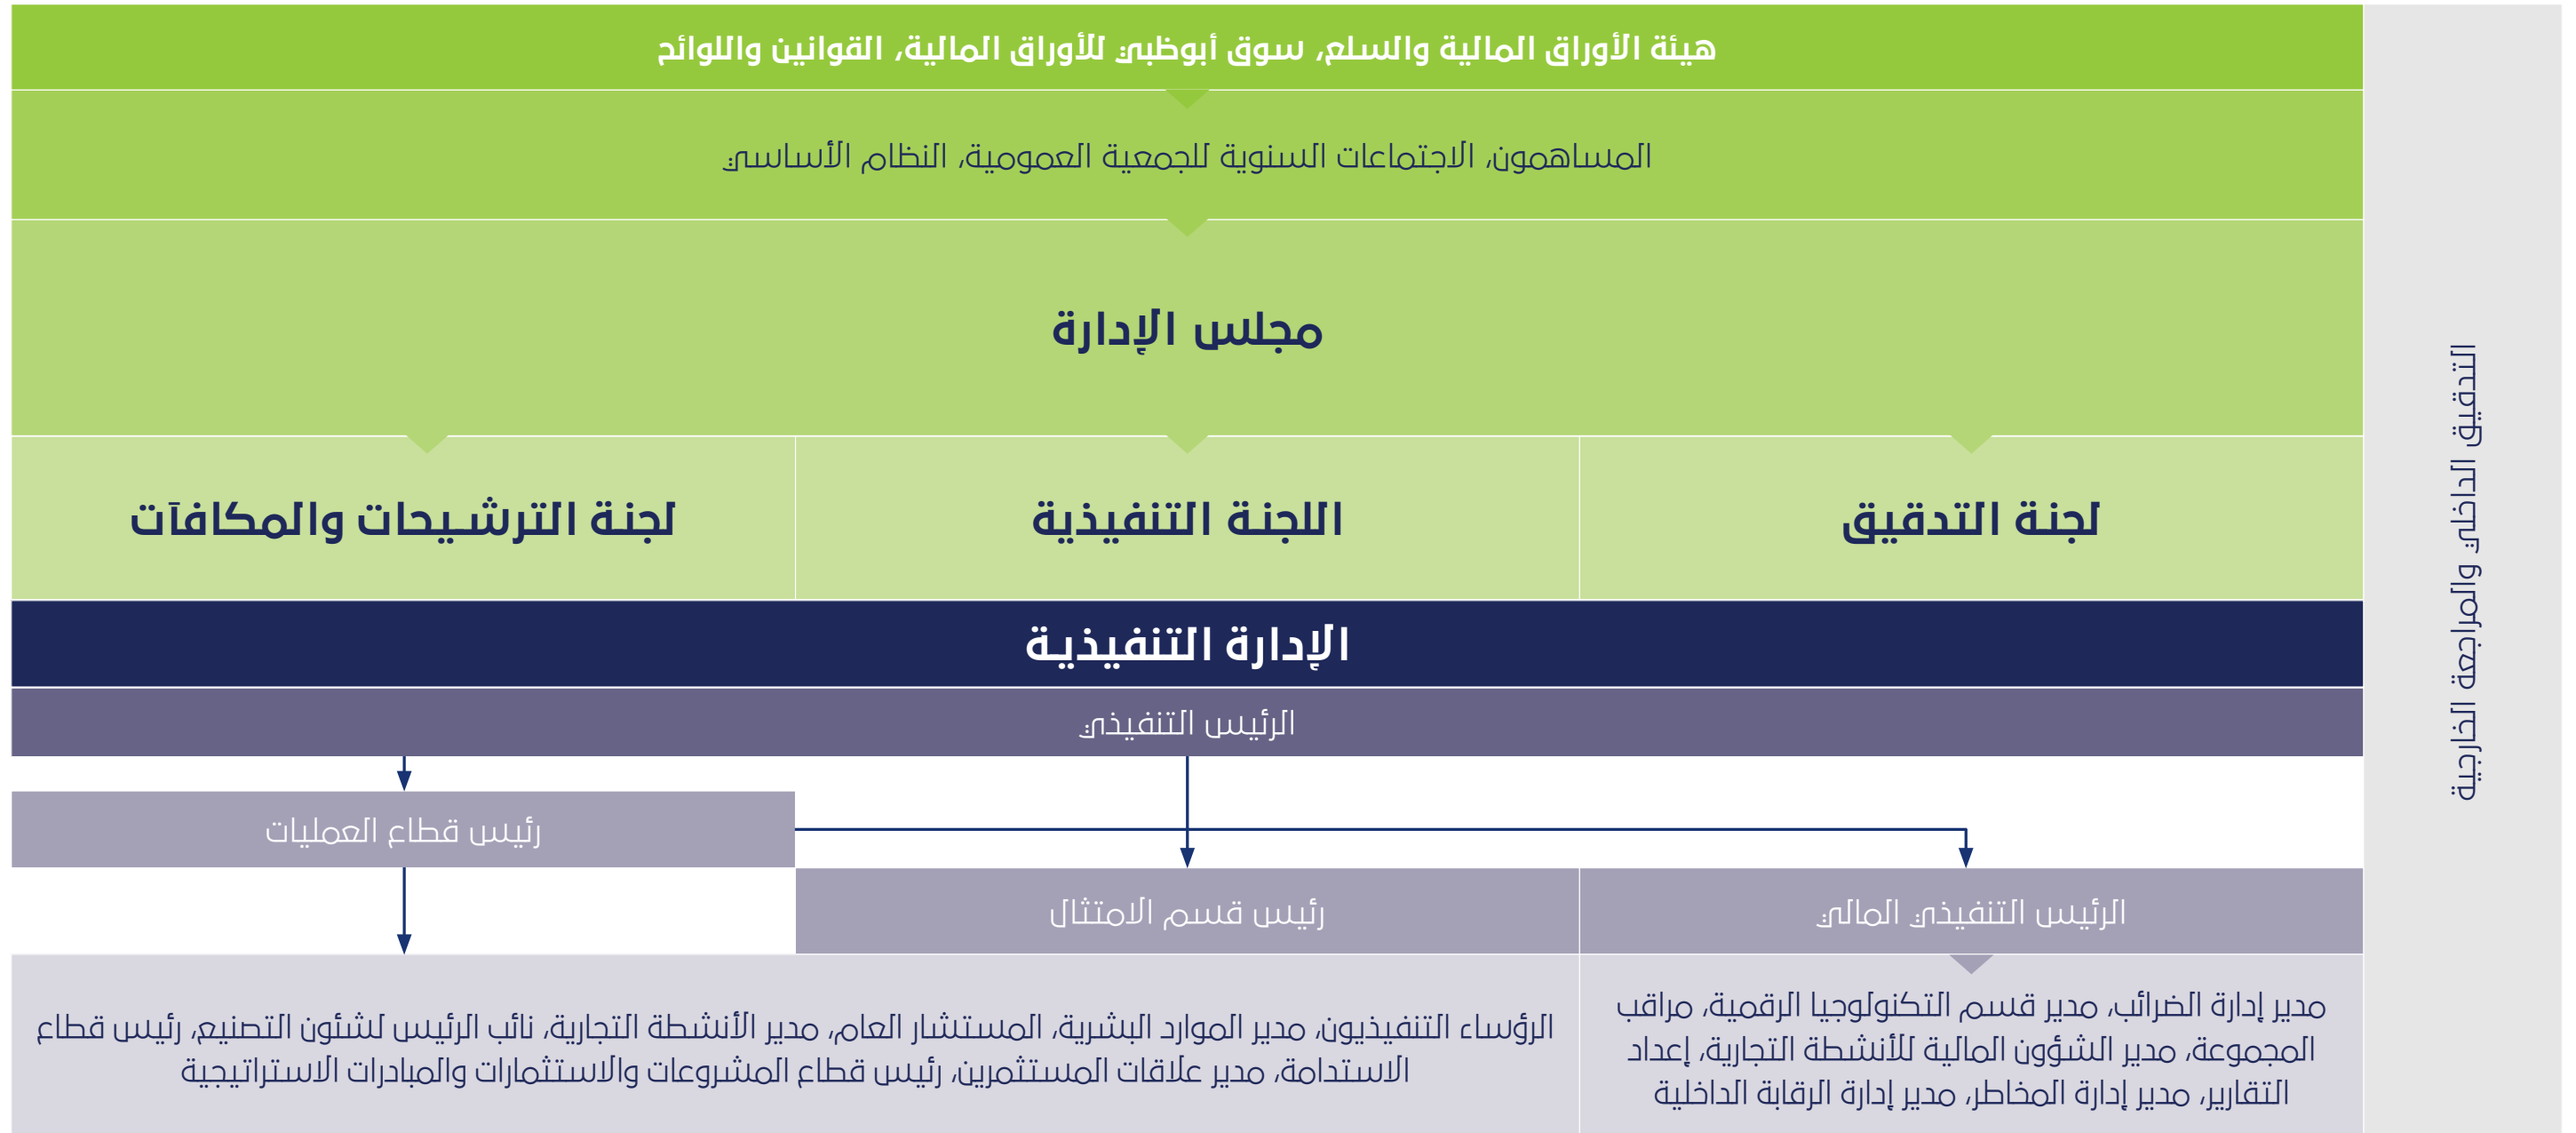 هيئة الأوراق المالية والسلع، سوق أبوظبي للأوراق المالية، القوانين واللوائح
المساهمون، الاجتماعات السنوية للجمعية العمومية، النظام الأساسي
مجلس الإدارة
لجنة التدقيق
اللجنة التنفيذية
لجنة الترشيحات والمكافآت
الإدارة التنفيذية
الرئيس التنفيذي
رئيس قطاع العمليات
الرئيس التنفيذي المالي
رئيس قسم الامتثال
مدير إدارة الضرائب، مدير قسم التكنولوجيا الرقمية، مراقب
المجموعة، مدير الشؤون المالية للأنشطة التجارية، إعداد
التقارير، مدير إدارة المخاطر، مدير إدارة الرقابة الداخلية
الرؤساء التنفيذيون، مدير الموارد البشرية، المستشار العام، مدير الأنشطة التجارية، نائب الرئيس لشئون التصنيع، رئيس قطاع
الاستدامة، مدير علاقات المستثمرين، رئيس قطاع المشروعات والاستثمارات والمبادرات الاستراتيجية
التدقيق الداخلي والمراجعة الخارجية